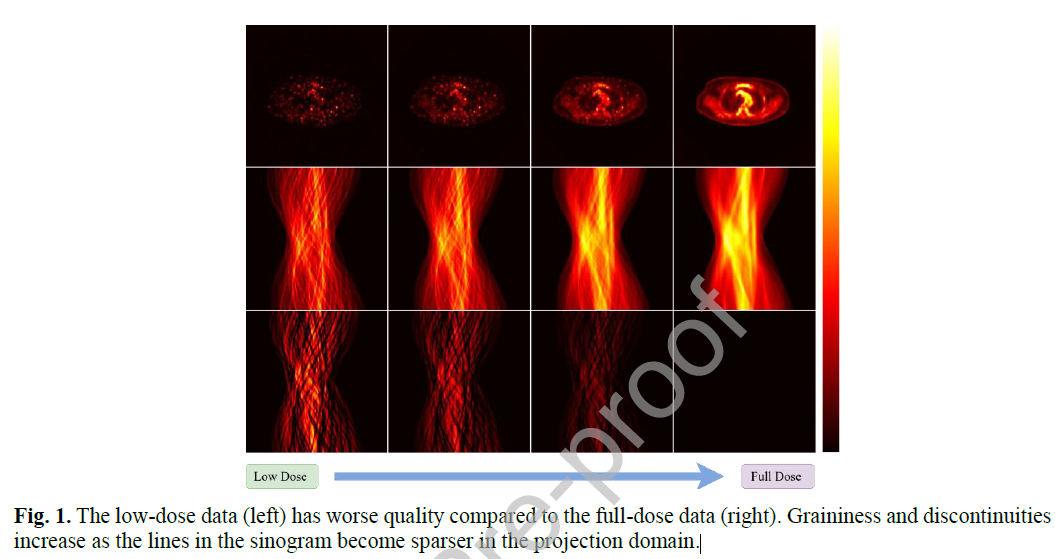 Low Dose
Full Dose
re-proof
Fig. 1. The low-dose data (left) has worse quality compared to the full-dose data (right). Graininess and discontinuities
increase as the lines in the sinogram become sparser in the projection domain.